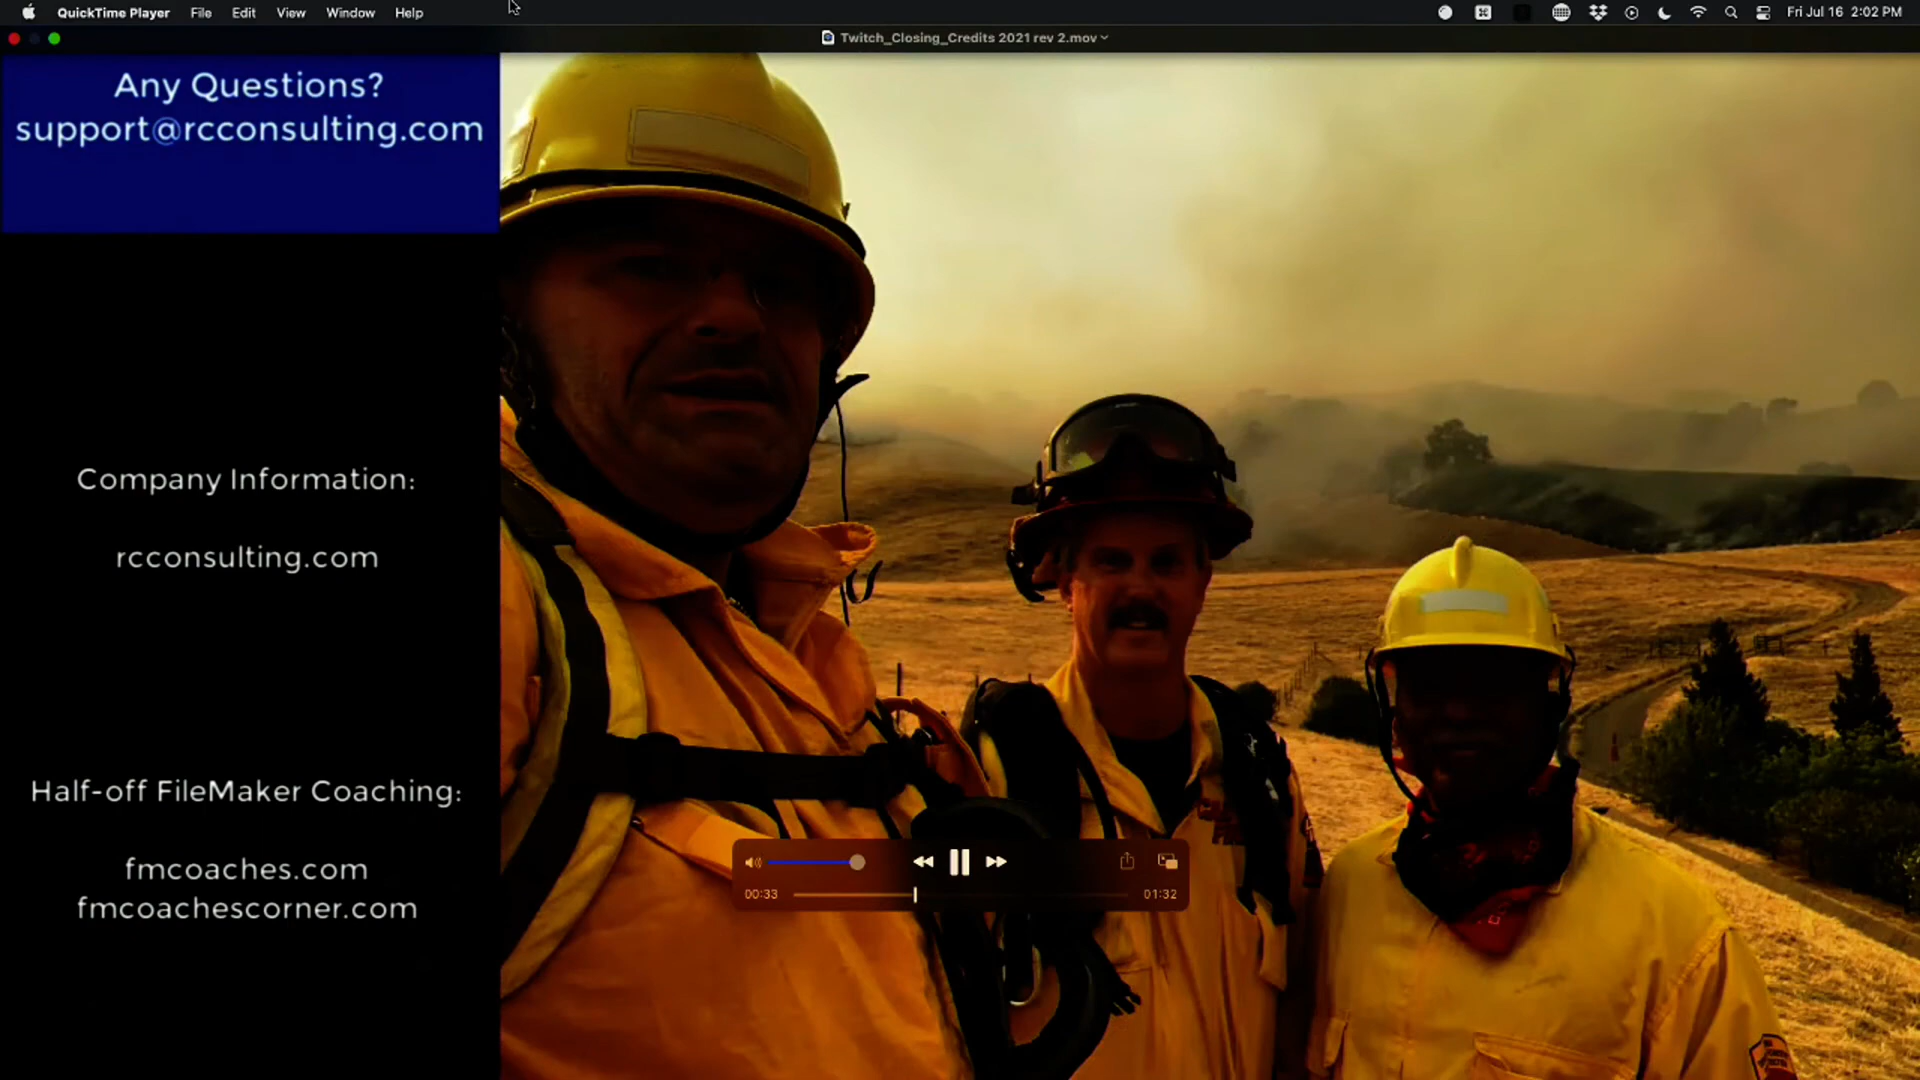 QuickTime Player File Edit View Window Help Fri Jul 16 2:02 PM
Twitch_Closing_Credits 2021 rev 2.mov
Any Questions?
support@rcconsulting.com
Company Information:
rcconsulting.com
Half-off FileMaker Coaching:
fmcoaches.com
fmcoachescorner.com
00:33 01:32